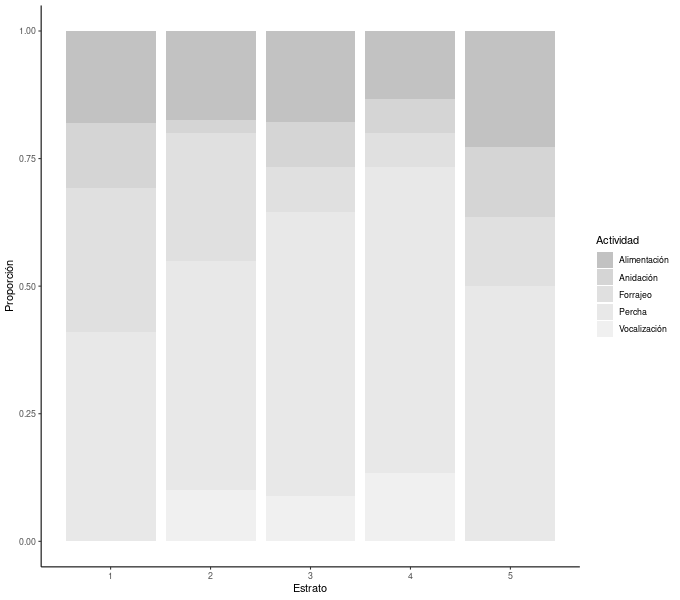 1.00
0.75
0.50
0.25
0.00
Proporción
1
2
3
4
5
Estrato
Actividad
Alimentación
Anidación
Forrajeo
Percha
Vocalización